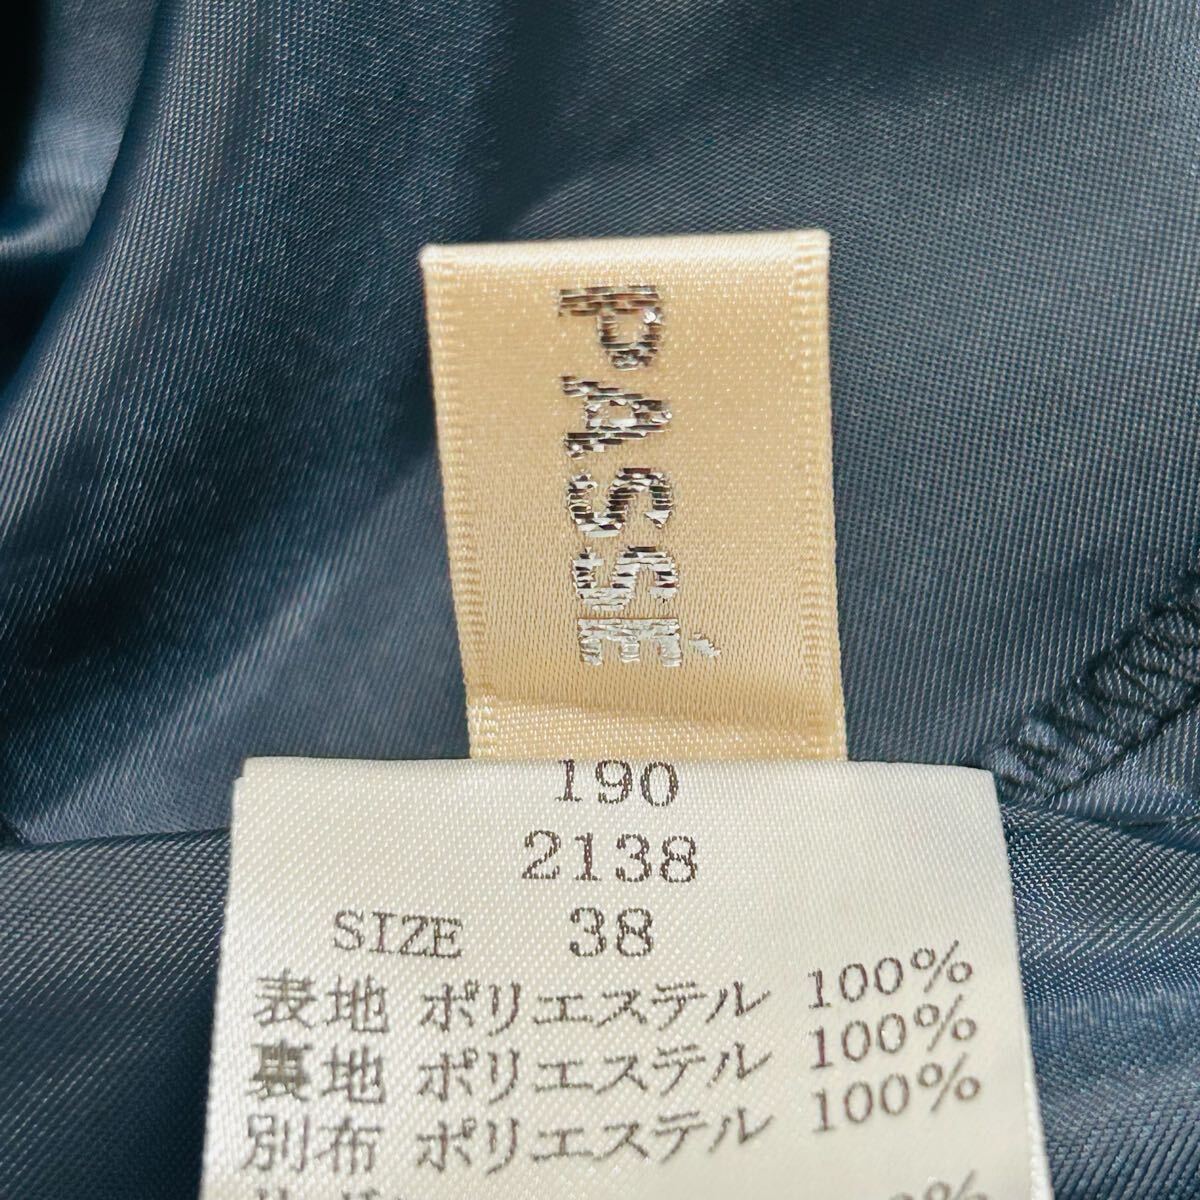 PASSÉ
190
2138
SIZE 38
表地 ポリエステル 100%
裏地 ポリエステル 100%
別布 ポリエステル 100%